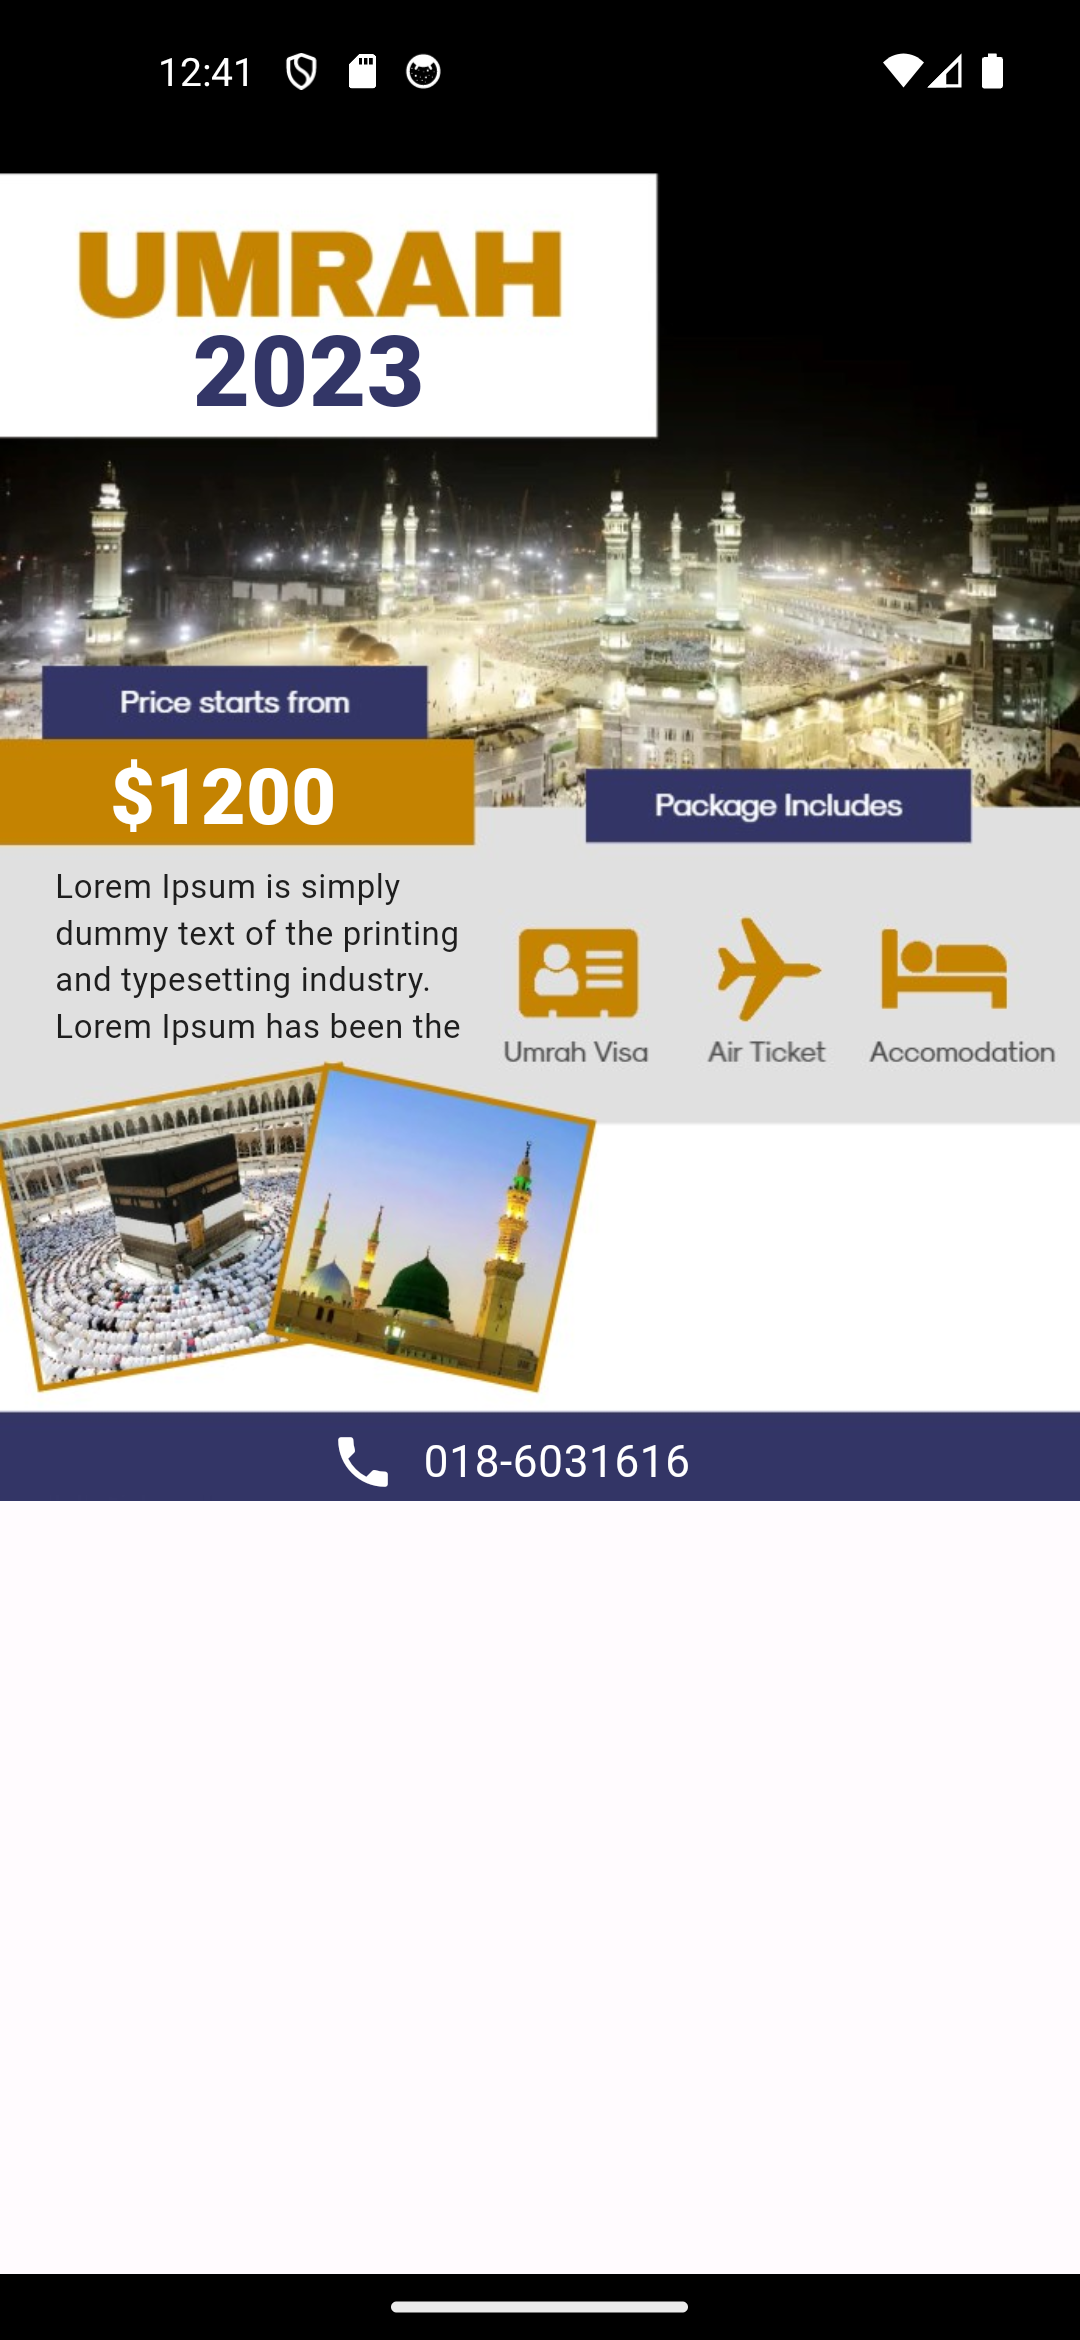 12:41
UMRAH
2023
Price starts from
$1200
Package Includes
Lorem Ipsum is simply
dummy text of the printing
and typesetting industry.
Lorem Ipsum has been the
Umrah Visa
Air Ticket
Accomodation
018-6031616